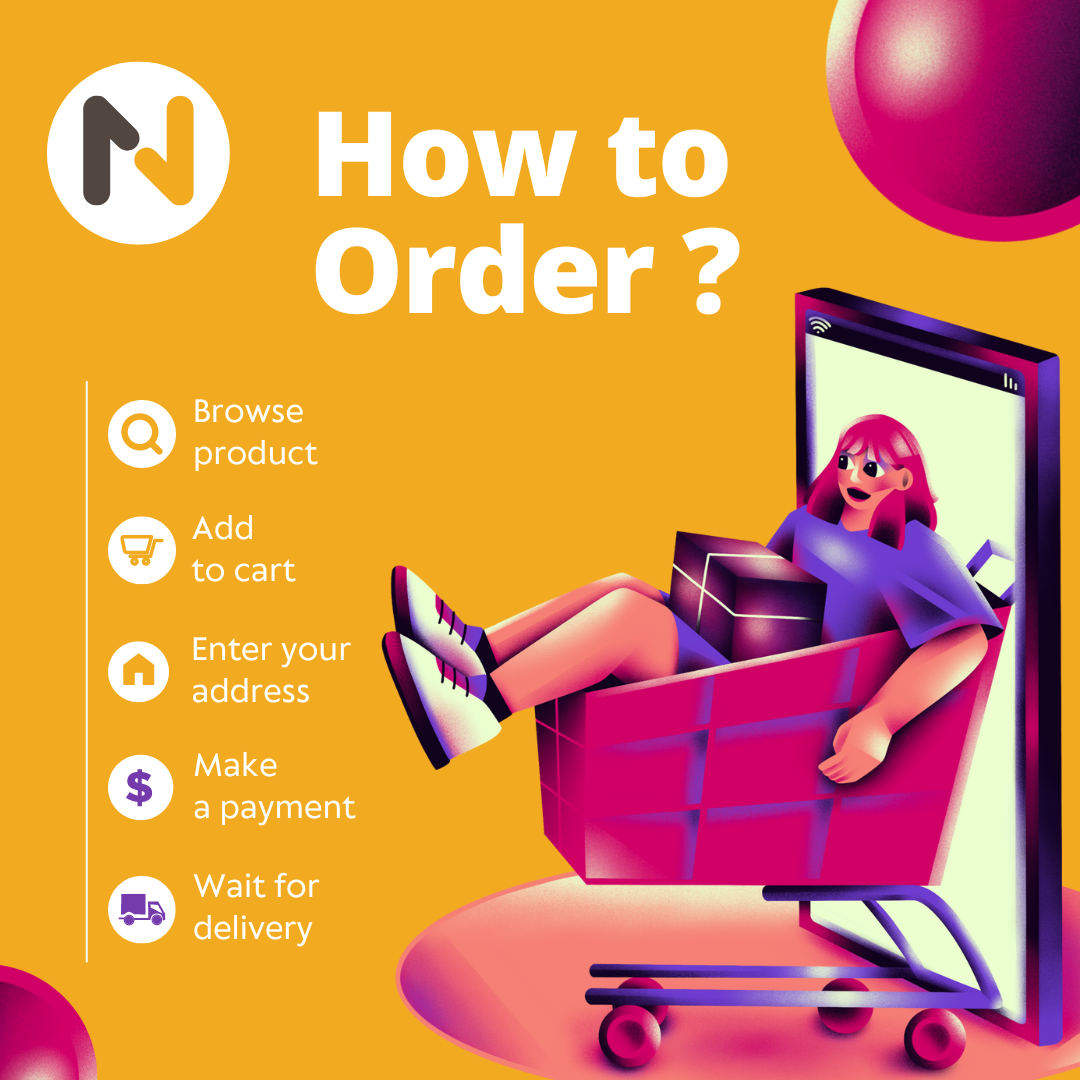 N
How to
Order ?
Browse
product
Add
to cart
Enter your
address
$
Make
a payment
Wait for
delivery